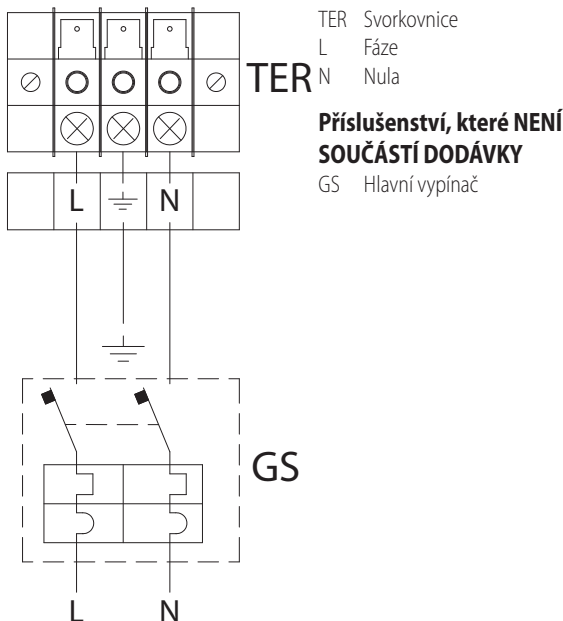 TER
TER Svorkovnice
L Fáze
N Nula
Příslušenství, které NENÍ
SOUČÁSTÍ DODÁVKY
GS Hlavní vypínač
L N
GS
L N